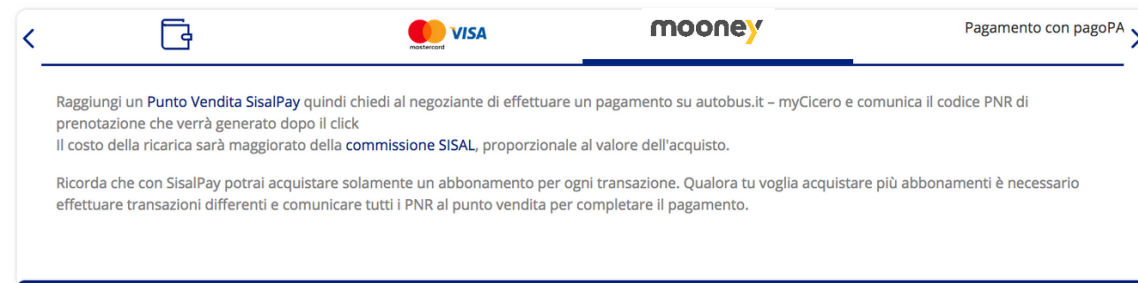 mastercard VISA mooney Pagamento con pagoPA
Raggiungi un Punto Vendita SisalPay quindi chiedi al negoziante di effettuare un pagamento su autobus.it – myCicero e comunica il codice PNR di
prenotazione che verrà generato dopo il click
Il costo della ricarica sarà maggiorato della commissione SISAL, proporzionale al valore dell'acquisto.
Ricorda che con SisalPay potrai acquistare solamente un abbonamento per ogni transazione. Qualora tu voglia acquistare più abbonamenti è necessario
effettuare transazioni differenti e comunicare tutti i PNR al punto vendita per completare il pagamento.